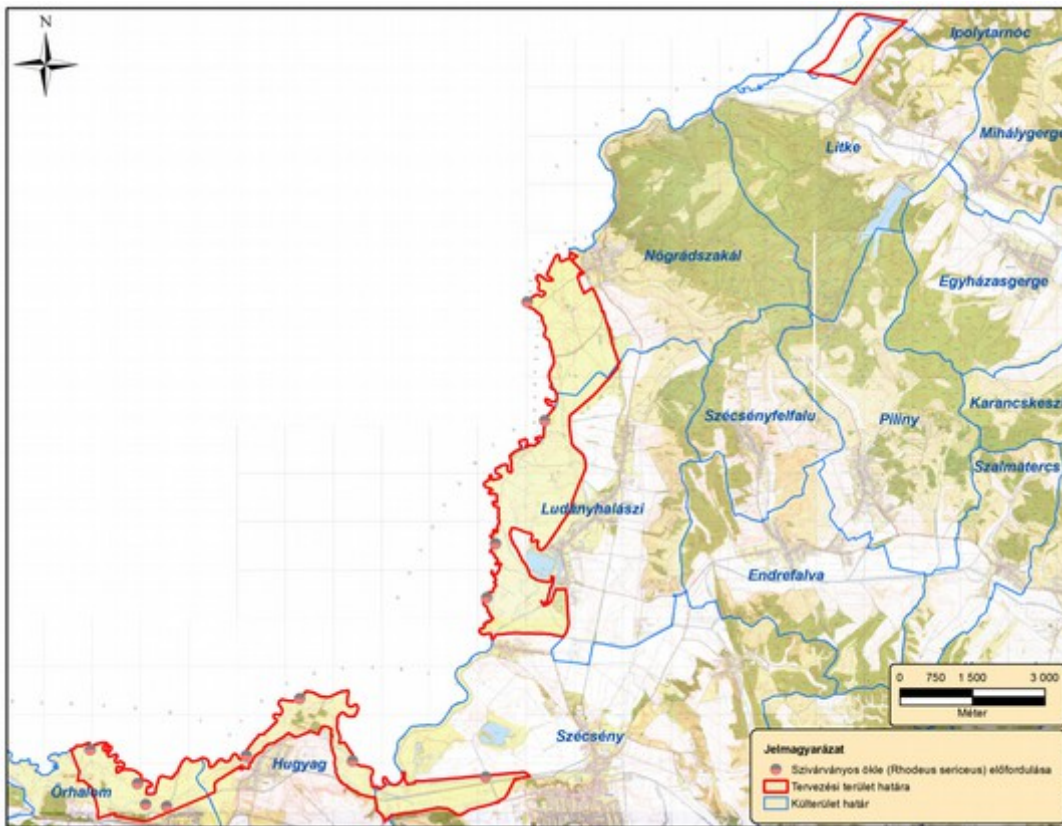 N
Ipolytarnóc
Mihálygerge
Litke
Nógrádszakál
Egyházasgerge
Szécsényfelfalu
Piliny
Karancskeszi
Szalmatercs
Ludányhalászi
Endrefalva
Szécsény
Hugyag
Őrhalom
0 750 1 500 3 000
Méter
Jelmagyarázat
Szivárványos ökle (Rhodeus sericeus) előfordulása
Tervezési terület határa
Külterület határ